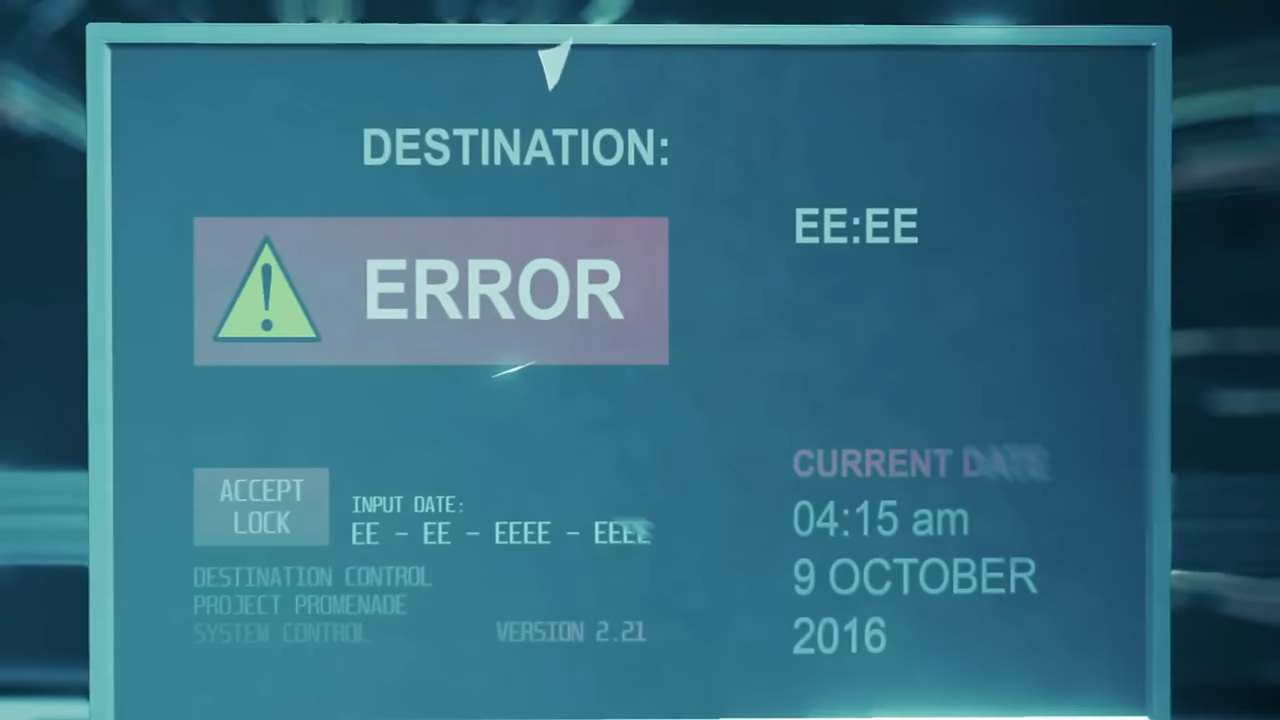 DESTINATION:
EE:EE
ERROR
CURRENT DATE
04:15 am
9 OCTOBER
2016
ACCEPT
LOCK
INPUT DATE:
EE - EE - EEEE - EEEE
DESTINATION CONTROL
PROJECT PROMENADE
SYSTEM CONTROL
VERSION 2.21